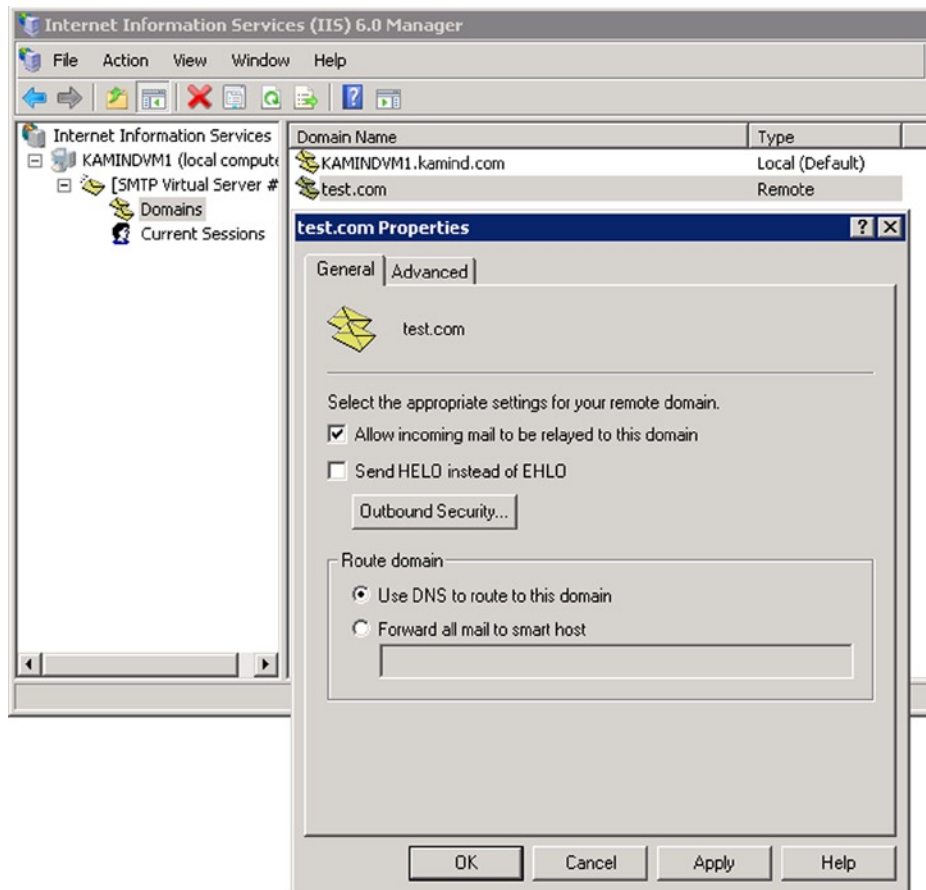 Internet Information Services (IIS) 6.0 Manager
File Action View Window Help
Internet Information Services
KAMINDVM1 (local compute
[SMTP Virtual Server #
Domains
Current Sessions
Domain Name Type
KAMINDVM1.kamind.com Local (Default)
test.com Remote
test.com Properties
General Advanced
test.com
Select the appropriate settings for your remote domain.
Allow incoming mail to be relayed to this domain
Send HELO instead of EHLO
Outbound Security...
Route domain
Use DNS to route to this domain
Forward all mail to smart host
OK Cancel Apply Help